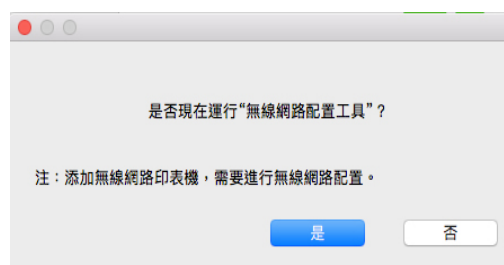 是否現在運行“無線網路配置工具”？
注：添加無線網路印表機，需要進行無線網路配置。
是
否